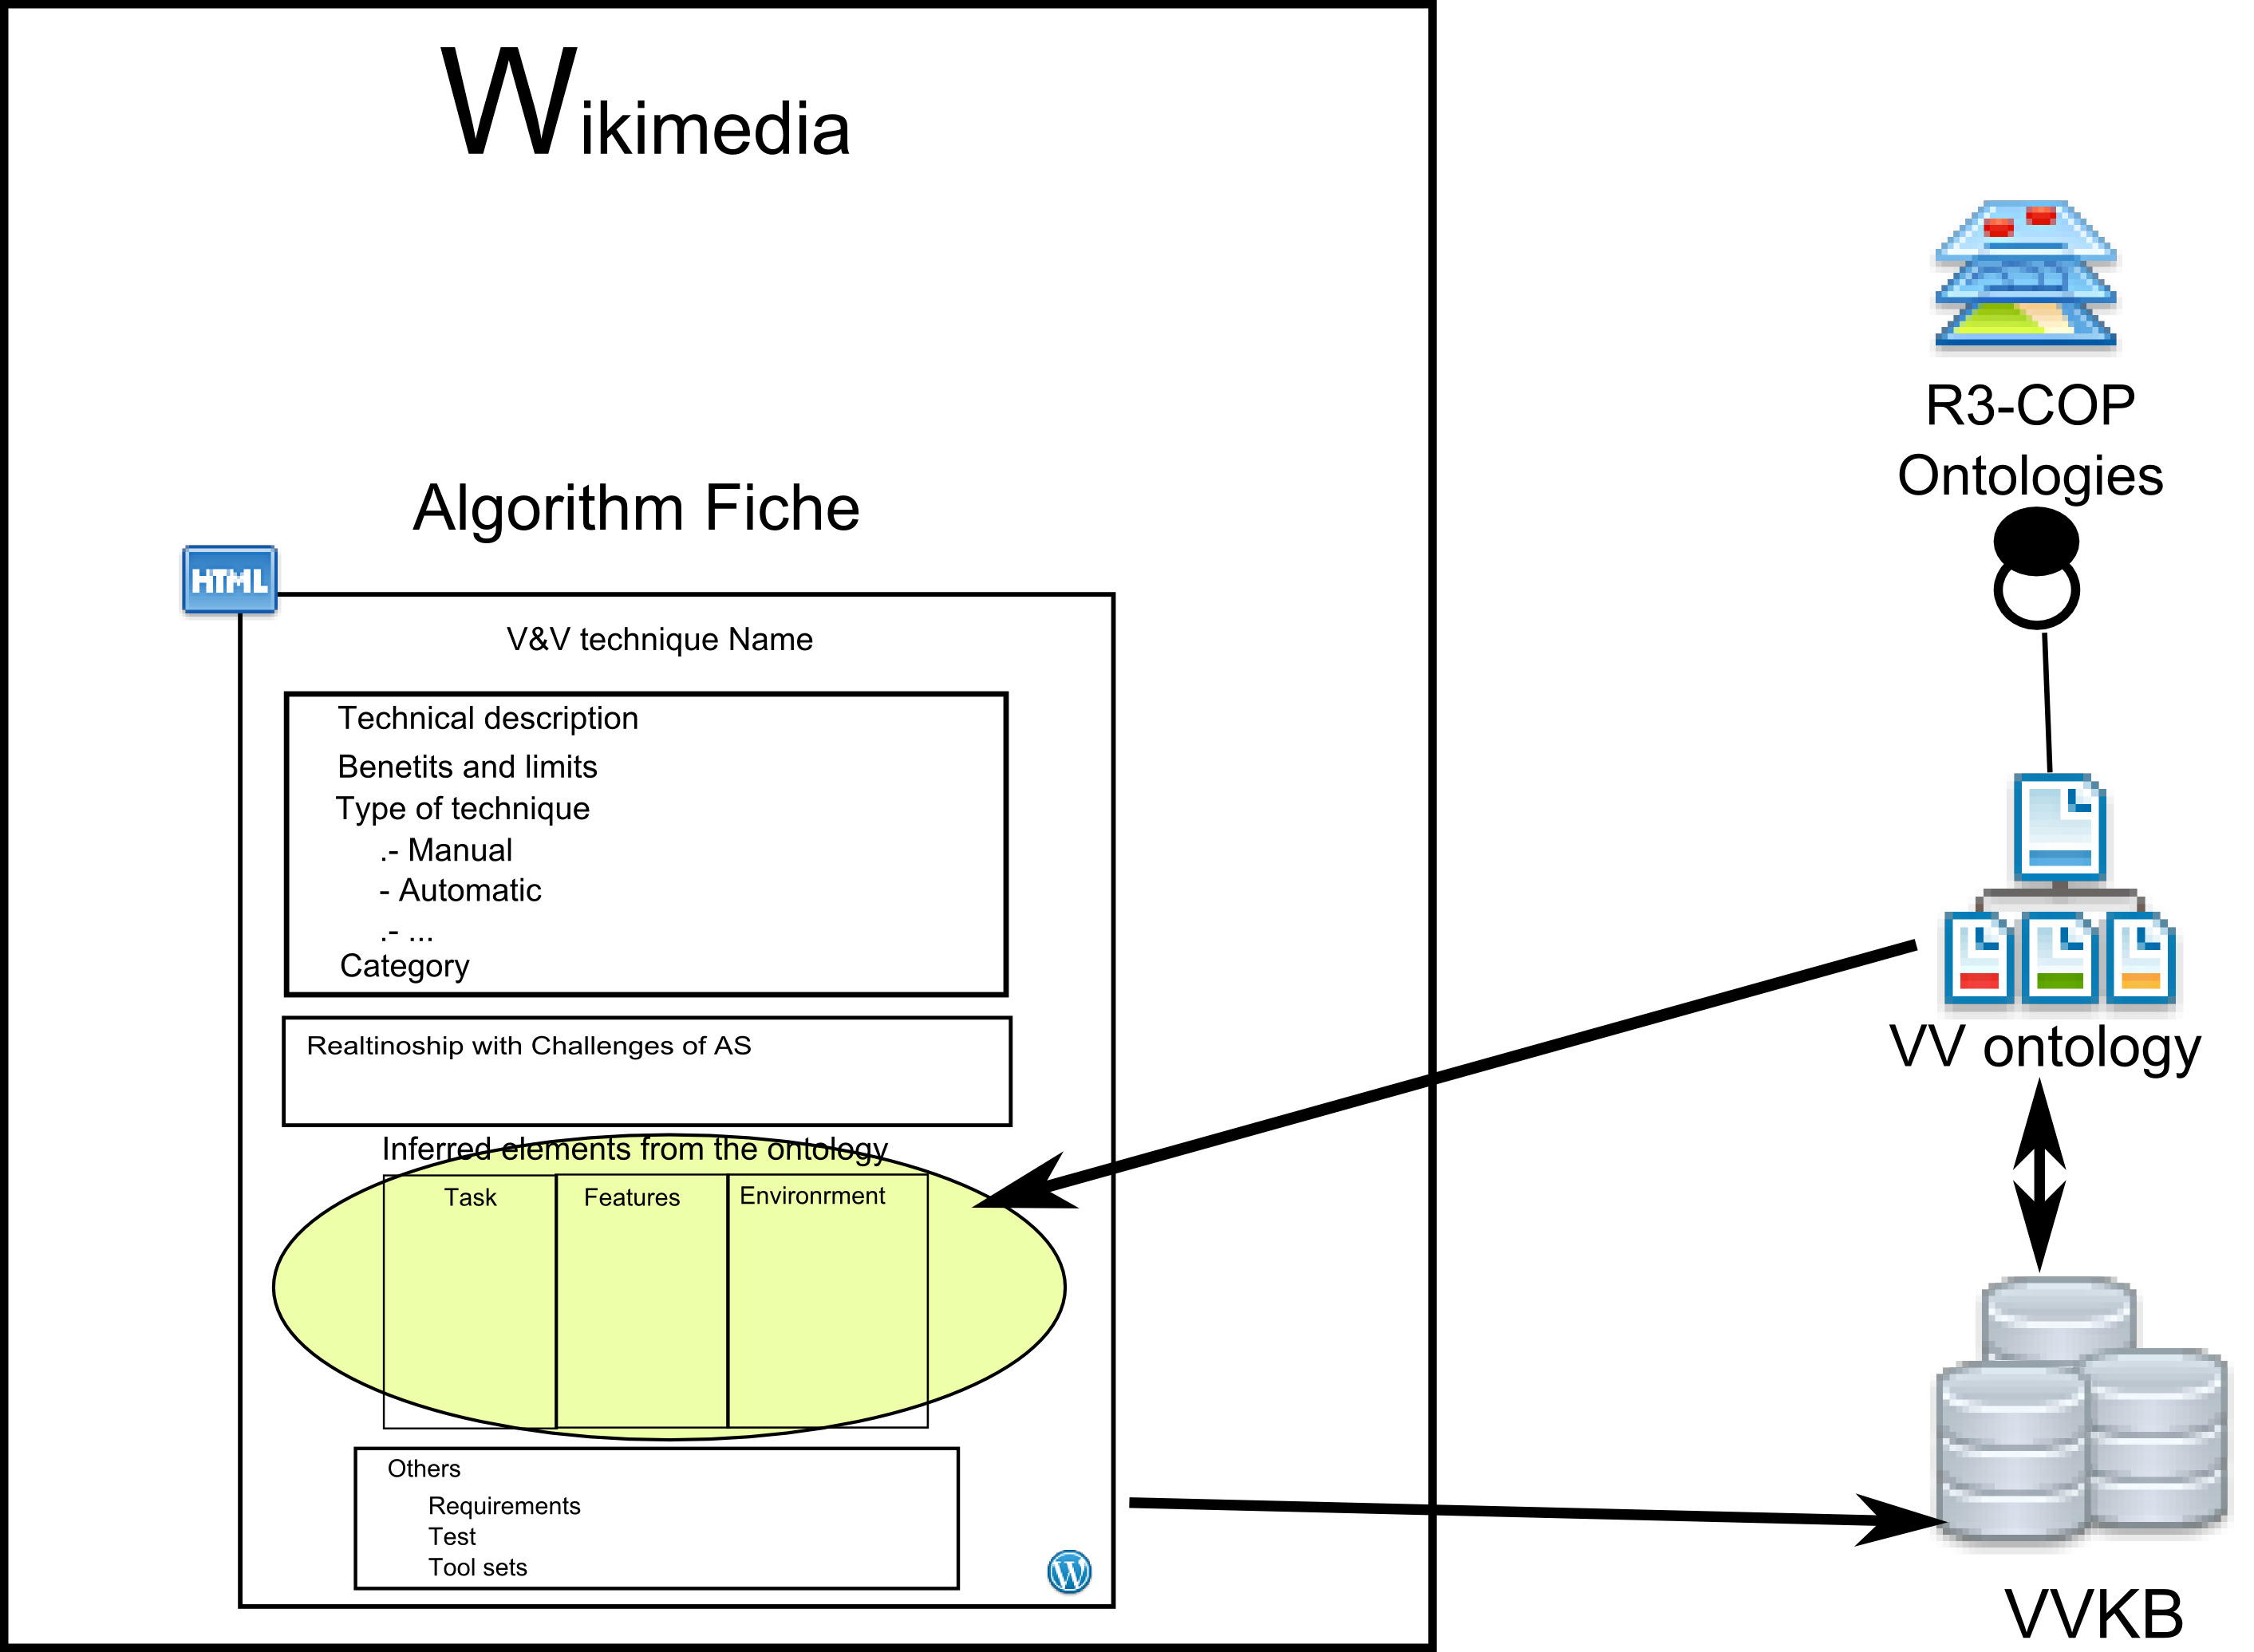 Wikimedia
Algorithm Fiche
HTML
V&V technique Name
Technical description
Benetits and limits
Type of technique
.- Manual
- Automatic
.- ...
Category
Realtinoship with Challenges of AS
Inferred elements from the ontology
Task
Features
Environrment
Others
Requirements
Test
Tool sets
W
R3-COP
Ontologies
VV ontology
VVKB